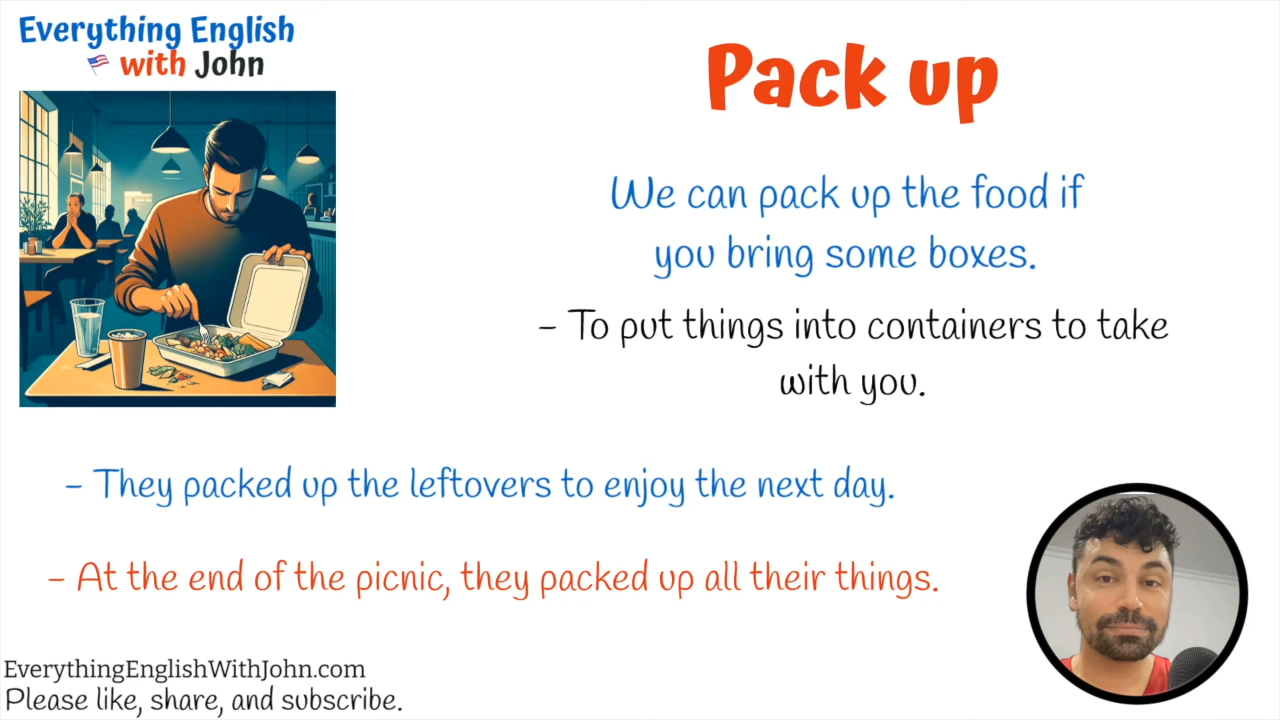 Everything English
with John
Pack up
We can pack up the food if
you bring some boxes.
- To put things into containers to take
with you.
- They packed up the leftovers to enjoy the next day.
- At the end of the picnic, they packed up all their things.
EverythingEnglishWithJohn.com
Please like, share, and subscribe.